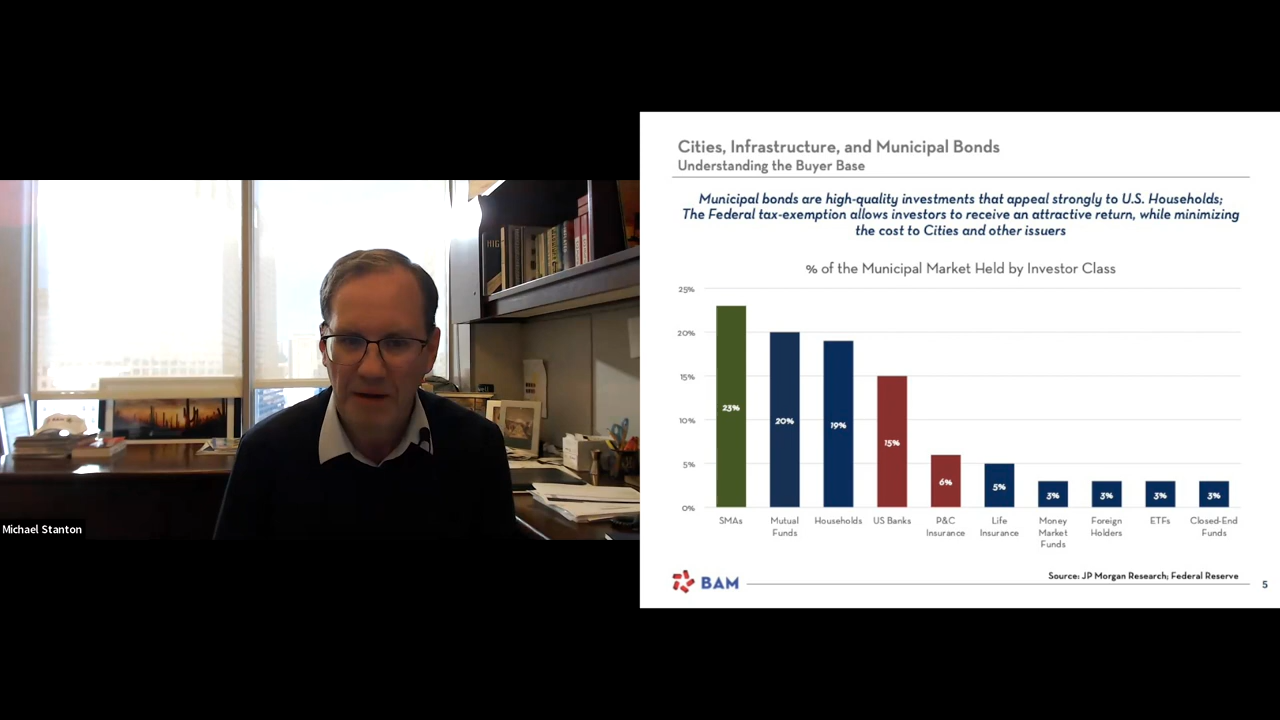 Michael Stanton
Cities, Infrastructure, and Municipal Bonds
Understanding the Buyer Base
Municipal bonds are high-quality investments that appeal strongly to U.S. Households;
The Federal tax-exemption allows investors to receive an attractive return, while minimizing
the cost to Cities and other issuers
% of the Municipal Market Held by Investor Class
25%
20%
15%
10%
5%
0%
23%
20%
19%
15%
6%
5%
3%
3%
3%
3%
SMAs
Mutual
Funds
Households
US Banks
P&C
Insurance
Life
Insurance
Money
Market
Funds
Foreign
Holders
ETFs
Closed-End
Funds
Source: JP Morgan Research; Federal Reserve
BAM
5